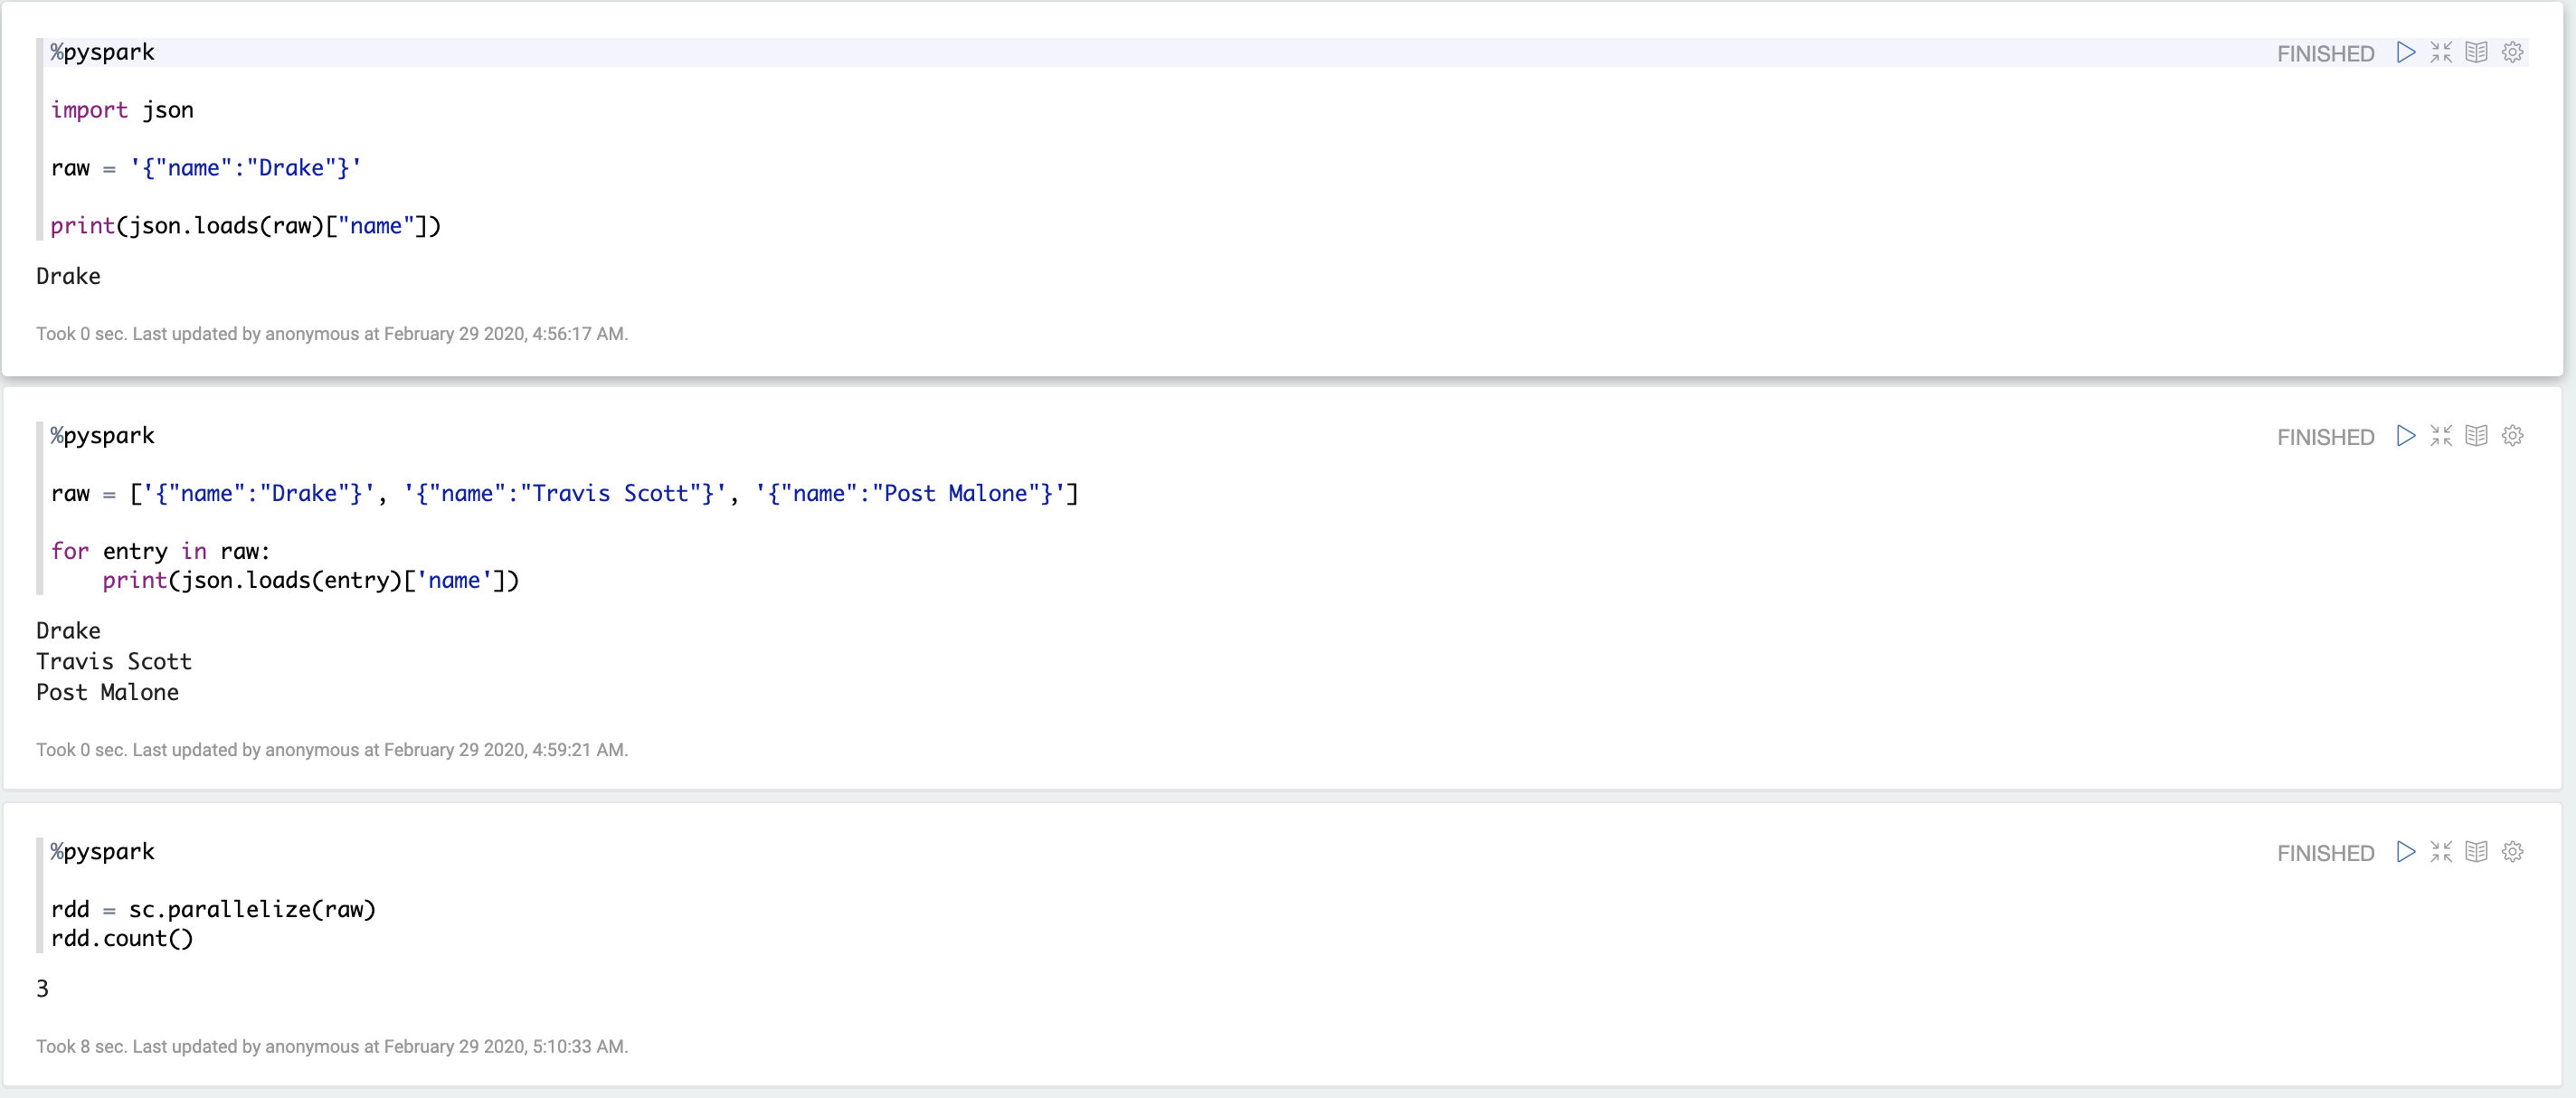 %pyspark FINISHED
import json
raw = '{"name":"Drake"}'
print(json.loads(raw)["name"])
Drake
Took 0 sec. Last updated by anonymous at February 29 2020, 4:56:17 AM.
%pyspark FINISHED
raw = ['{"name":"Drake"}', '{"name":"Travis Scott"}', '{"name":"Post Malone"}']
for entry in raw:
    print(json.loads(entry)['name'])
Drake
Travis Scott
Post Malone
Took 0 sec. Last updated by anonymous at February 29 2020, 4:59:21 AM.
%pyspark FINISHED
rdd = sc.parallelize(raw)
rdd.count()
3
Took 8 sec. Last updated by anonymous at February 29 2020, 5:10:33 AM.